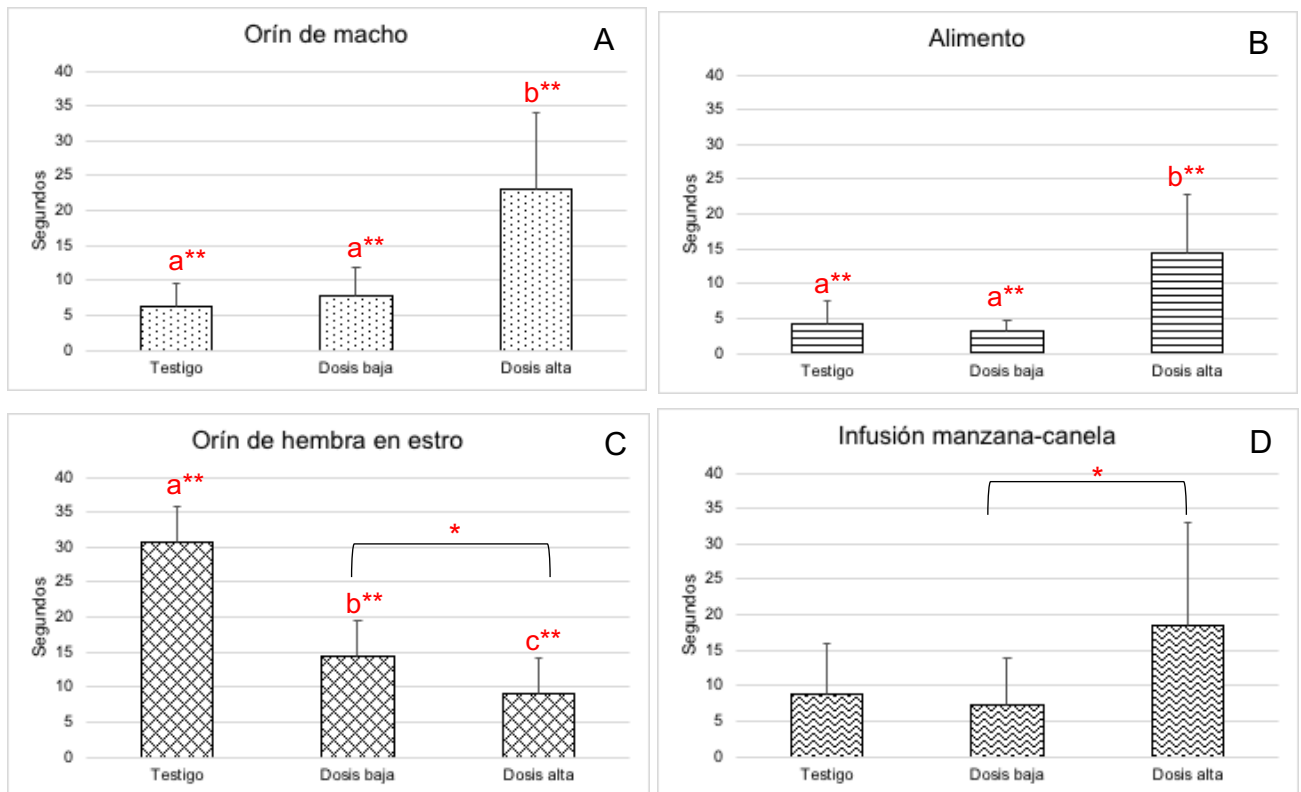 Orín de macho
A
Segundos
40
35
30
25
20
15
10
5
0
a**
a**
b**
Testigo
Dosis baja
Dosis alta
Alimento
B
Segundos
40
35
30
25
20
15
10
5
0
a**
a**
b**
Testigo
Dosis baja
Dosis alta
Orín de hembra en estro
C
Segundos
40
35
30
25
20
15
10
5
0
a**
b**
*
c**
Testigo
Dosis baja
Dosis alta
Infusión manzana-canela
D
Segundos
40
35
30
25
20
15
10
5
0
*
Testigo
Dosis baja
Dosis alta